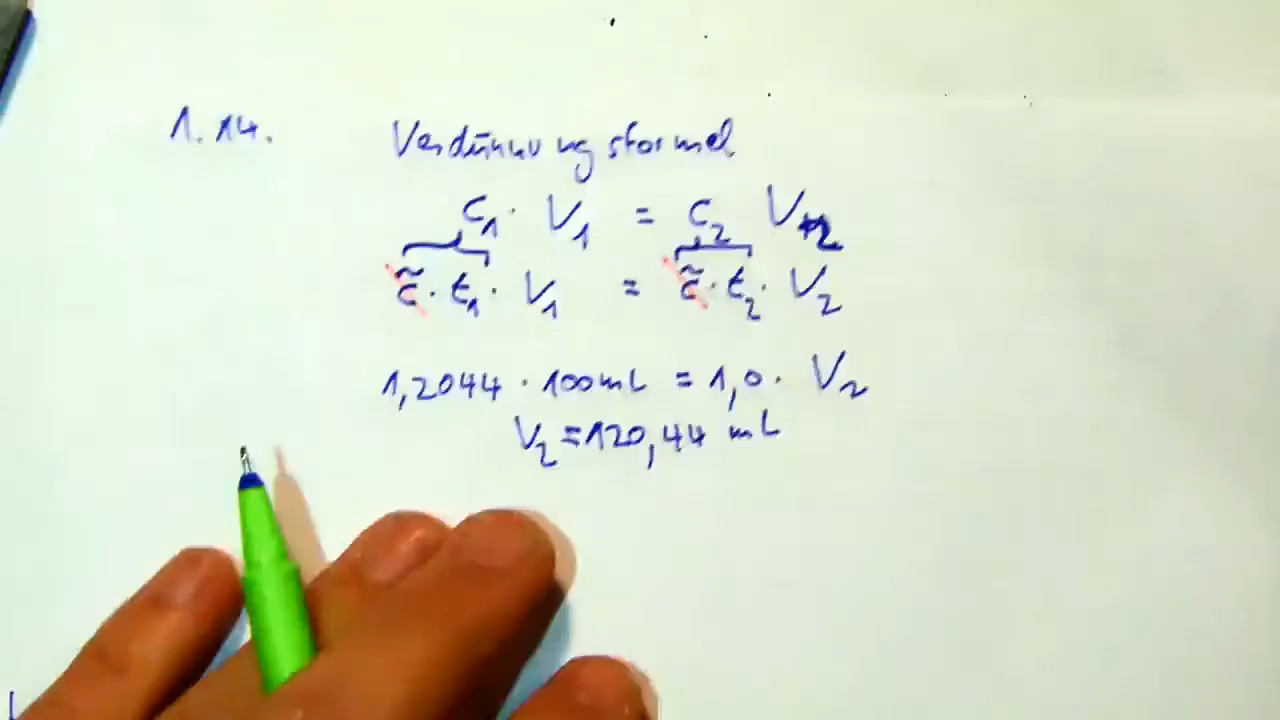 1.14. Verdünnungsformel
c₁ · V₁ = c₂ V₂
c̃ · t₁ · V₁ = c̃ · t₂ · V₂
1,2044 · 100 mL = 1,0 · V₂
V₂ = 120,44 mL